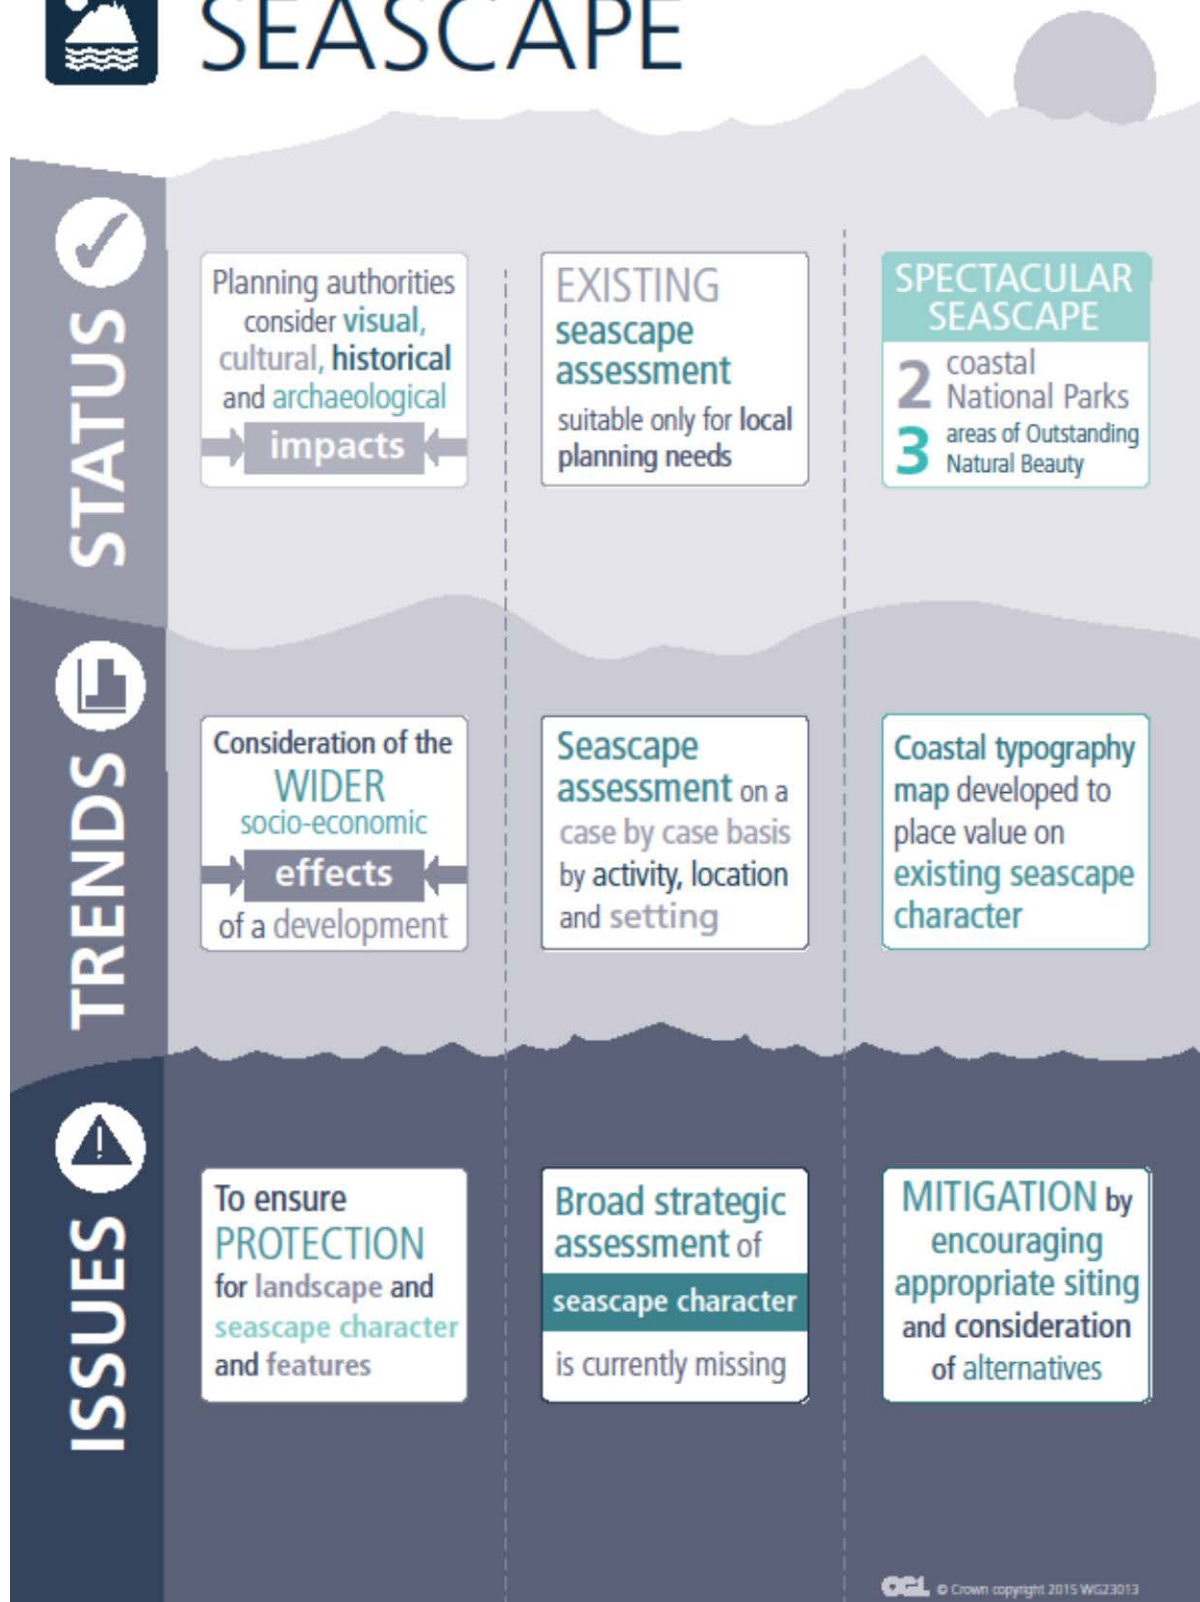 SEASCAPE
STATUS
Planning authorities
consider visual,
cultural, historical
and archaeological
impacts
EXISTING
seascape
assessment
suitable only for local
planning needs
SPECTACULAR
SEASCAPE
2 coastal
National Parks
3 areas of Outstanding
Natural Beauty
TRENDS
Consideration of the
WIDER
socio-economic
effects
of a development
Seascape
assessment on a
case by case basis
by activity, location
and setting
Coastal typography
map developed to
place value on
existing seascape
character
ISSUES
To ensure
PROTECTION
for landscape and
seascape character
and features
Broad strategic
assessment of
seascape character
is currently missing
MITIGATION by
encouraging
appropriate siting
and consideration
of alternatives
OGL © Crown copyright 2015 WG23013